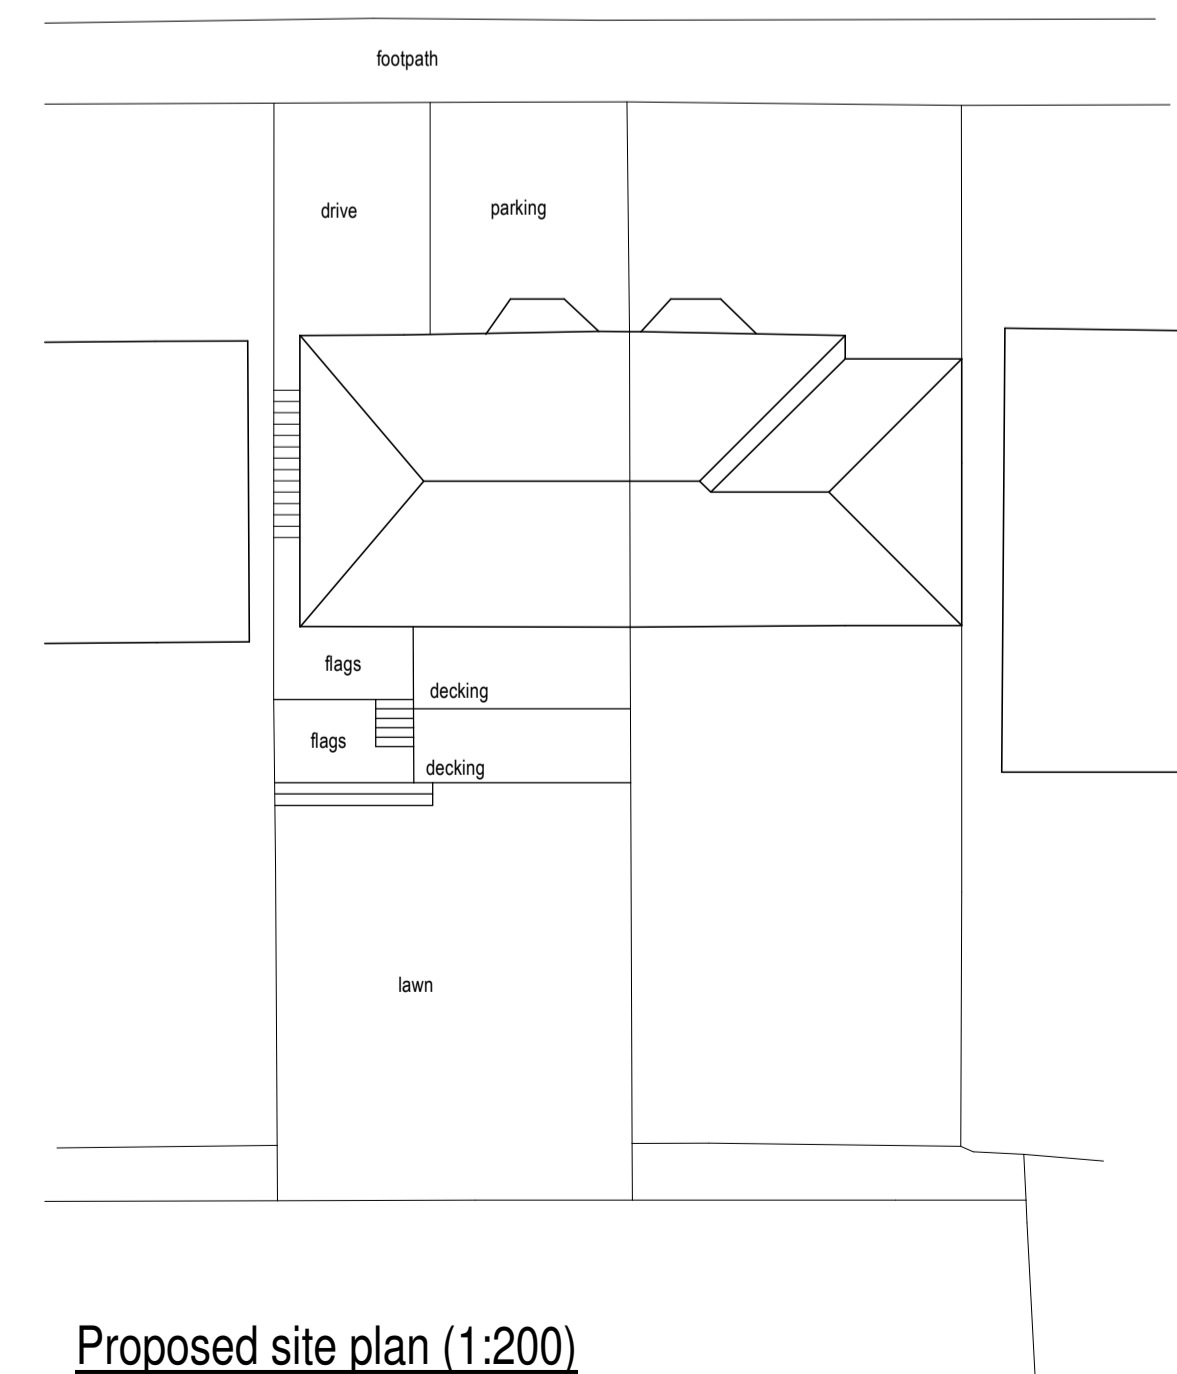 footpath
drive
parking
flags
decking
flags
decking
lawn
Proposed site plan (1:200)